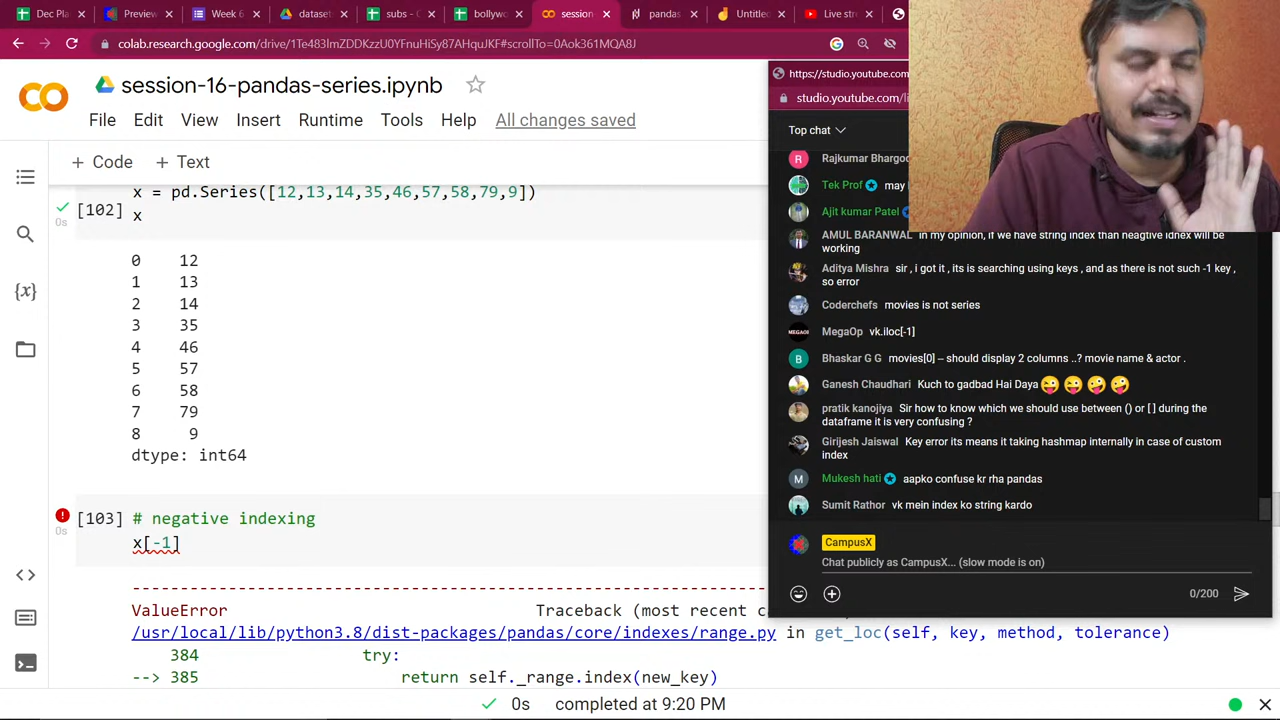 Dec Plan
Preview
Week 6
dataset
subs - C
bollywo
session
pandas
Untitled
Live stre
colab.research.google.com/drive/1Te483lmZDDKzzU0YFnuHiSy87AHquJKF#scrollTo=0Aok361MQA8J
session-16-pandas-series.ipynb
File Edit View Insert Runtime Tools Help All changes saved
+ Code + Text
x = pd.Series([12,13,14,35,46,57,58,79,9])
[102] x
0s
0 12
1 13
2 14
3 35
4 46
5 57
6 58
7 79
8 9
dtype: int64
[103] # negative indexing
0s
x[-1]
ValueError Traceback (most recent c
/usr/local/lib/python3.8/dist-packages/pandas/core/indexes/range.py in get_loc(self, key, method, tolerance)
384 try:
--> 385 return self._range.index(new_key)
0s completed at 9:20 PM
https://studio.youtube.com/
studio.youtube.com/li
Top chat
R Rajkumar Bhargo
Tek Prof may
Ajit kumar Patel
AMUL BARANWAL In my opinion, if we have string index than neagtive idnex will be
working
Aditya Mishra sir , i got it , its is searching using keys , and as there is not such -1 key ,
so error
Coderchefs movies is not series
MegaOp vk.iloc[-1]
B Bhaskar G G movies[0] -- should display 2 columns ..? movie name & actor .
Ganesh Chaudhari Kuch to gadbad Hai Daya 😜😜🤪🤪
pratik kanojiya Sir how to know which we should use between () or [ ] during the
dataframe it is very confusing ?
Girijesh Jaiswal Key error its means it taking hashmap internally in case of custom
index
M Mukesh hati aapko confuse kr rha pandas
Sumit Rathor vk mein index ko string kardo
CampusX
Chat publicly as CampusX... (slow mode is on)
0/200